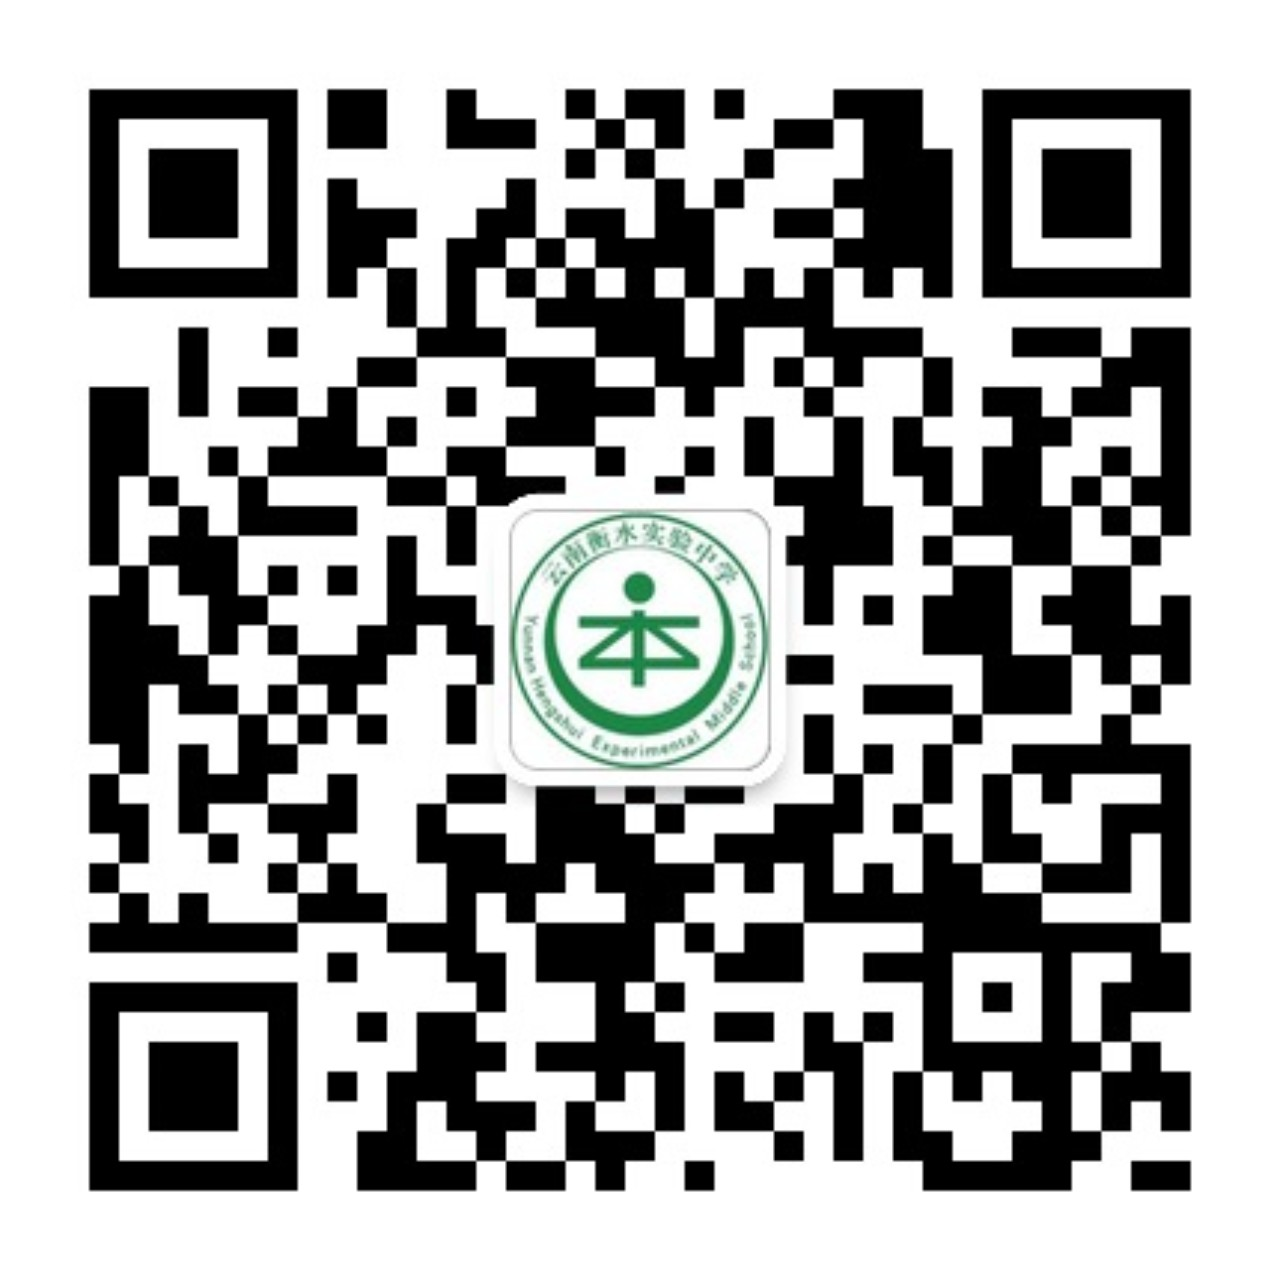 云南衡水实验中学
Yunnan Hengshui Experimental Middle School